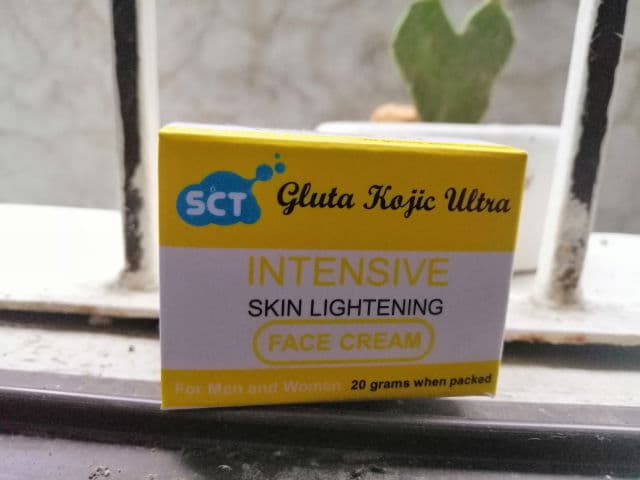 SCT
Gluta Kojic Ultra
INTENSIVE
SKIN LIGHTENING
FACE CREAM
For Men and Women 20 grams when packed